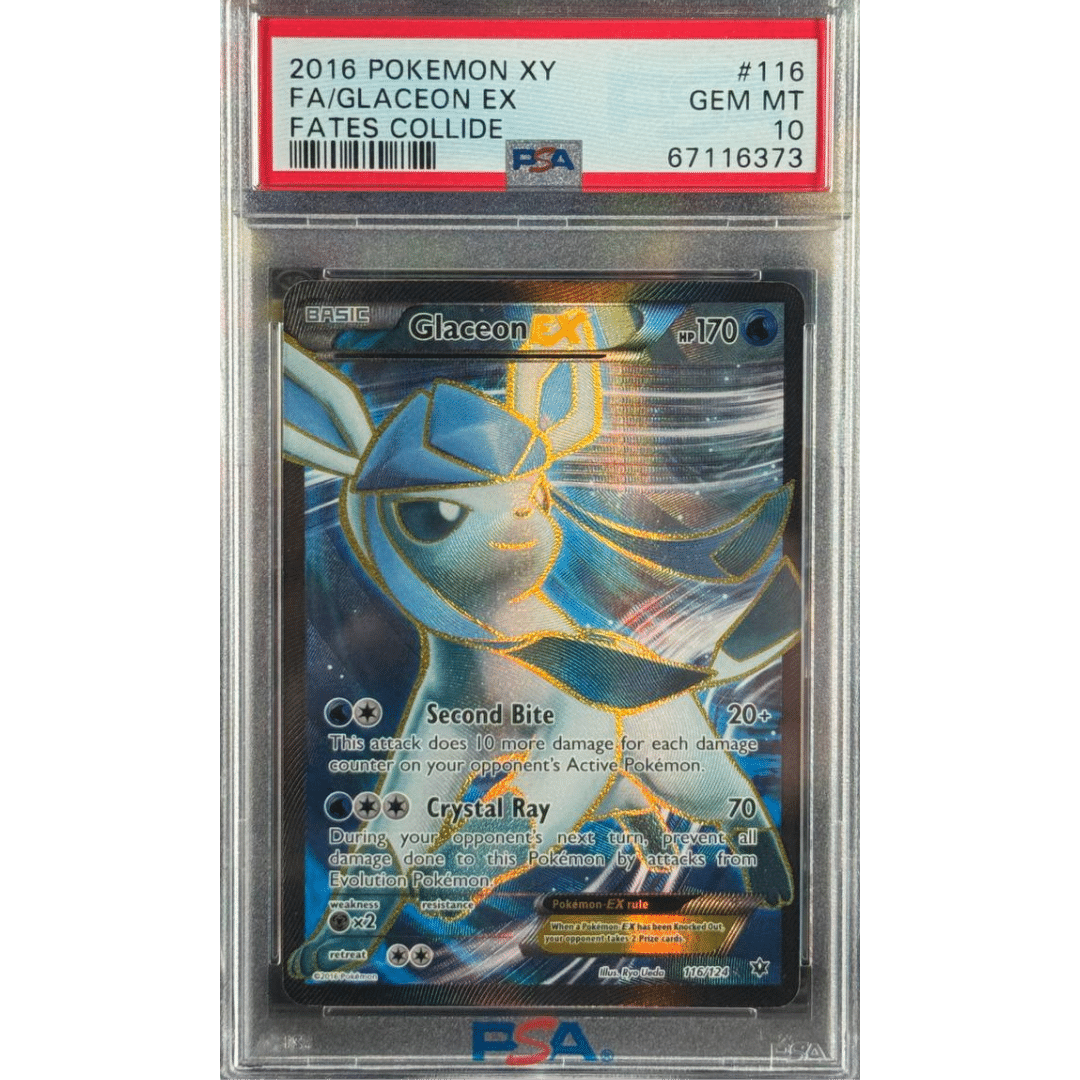 2016 POKEMON XY #116
FA/GLACEON EX GEM MT
FATES COLLIDE 10
PSA 67116373
BASIC Glaceon EX HP 170
Second Bite 20+
This attack does 10 more damage for each damage
counter on your opponent's Active Pokémon.
Crystal Ray 70
During your opponent's next turn, prevent all
damage done to this Pokémon by attacks from
Evolution Pokémon.
weakness resistance
x2
Pokémon-EX rule
When a Pokémon-EX has been Knocked Out,
your opponent takes 2 Prize cards.
retreat
©2016 Pokémon Illus. Ryo Ueda 116/124
PSA®
PSA